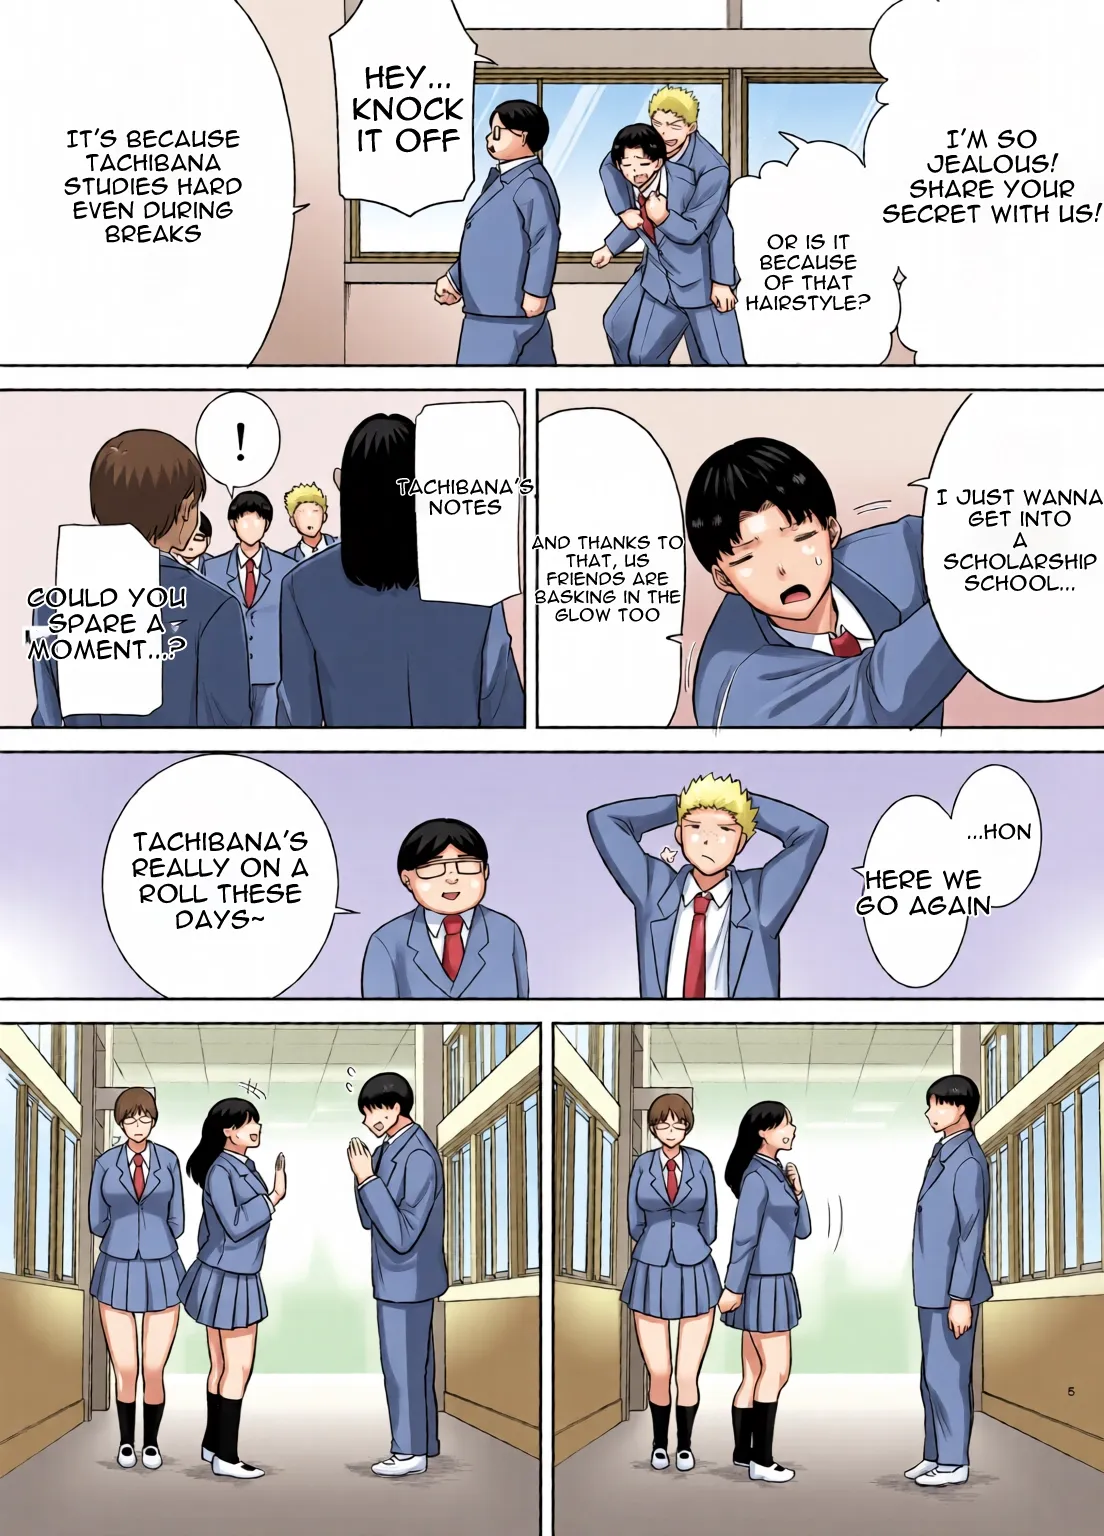 I'M SO
JEALOUS!
SHARE YOUR
SECRET WITH US!
OR IS IT
BECAUSE
OF THAT
HAIRSTYLE?
HEY...
KNOCK
IT OFF
IT'S BECAUSE
TACHIBANA
STUDIES HARD
EVEN DURING
BREAKS
I JUST WANNA
GET INTO
A
SCHOLARSHIP
SCHOOL...
AND THANKS TO
THAT, US
FRIENDS ARE
BASKING IN THE
GLOW TOO
TACHIBANA'S
NOTES
!
COULD YOU
SPARE A
MOMENT...?
...HON
HERE WE
GO AGAIN
TACHIBANA'S
REALLY ON A
ROLL THESE
DAYS~
5